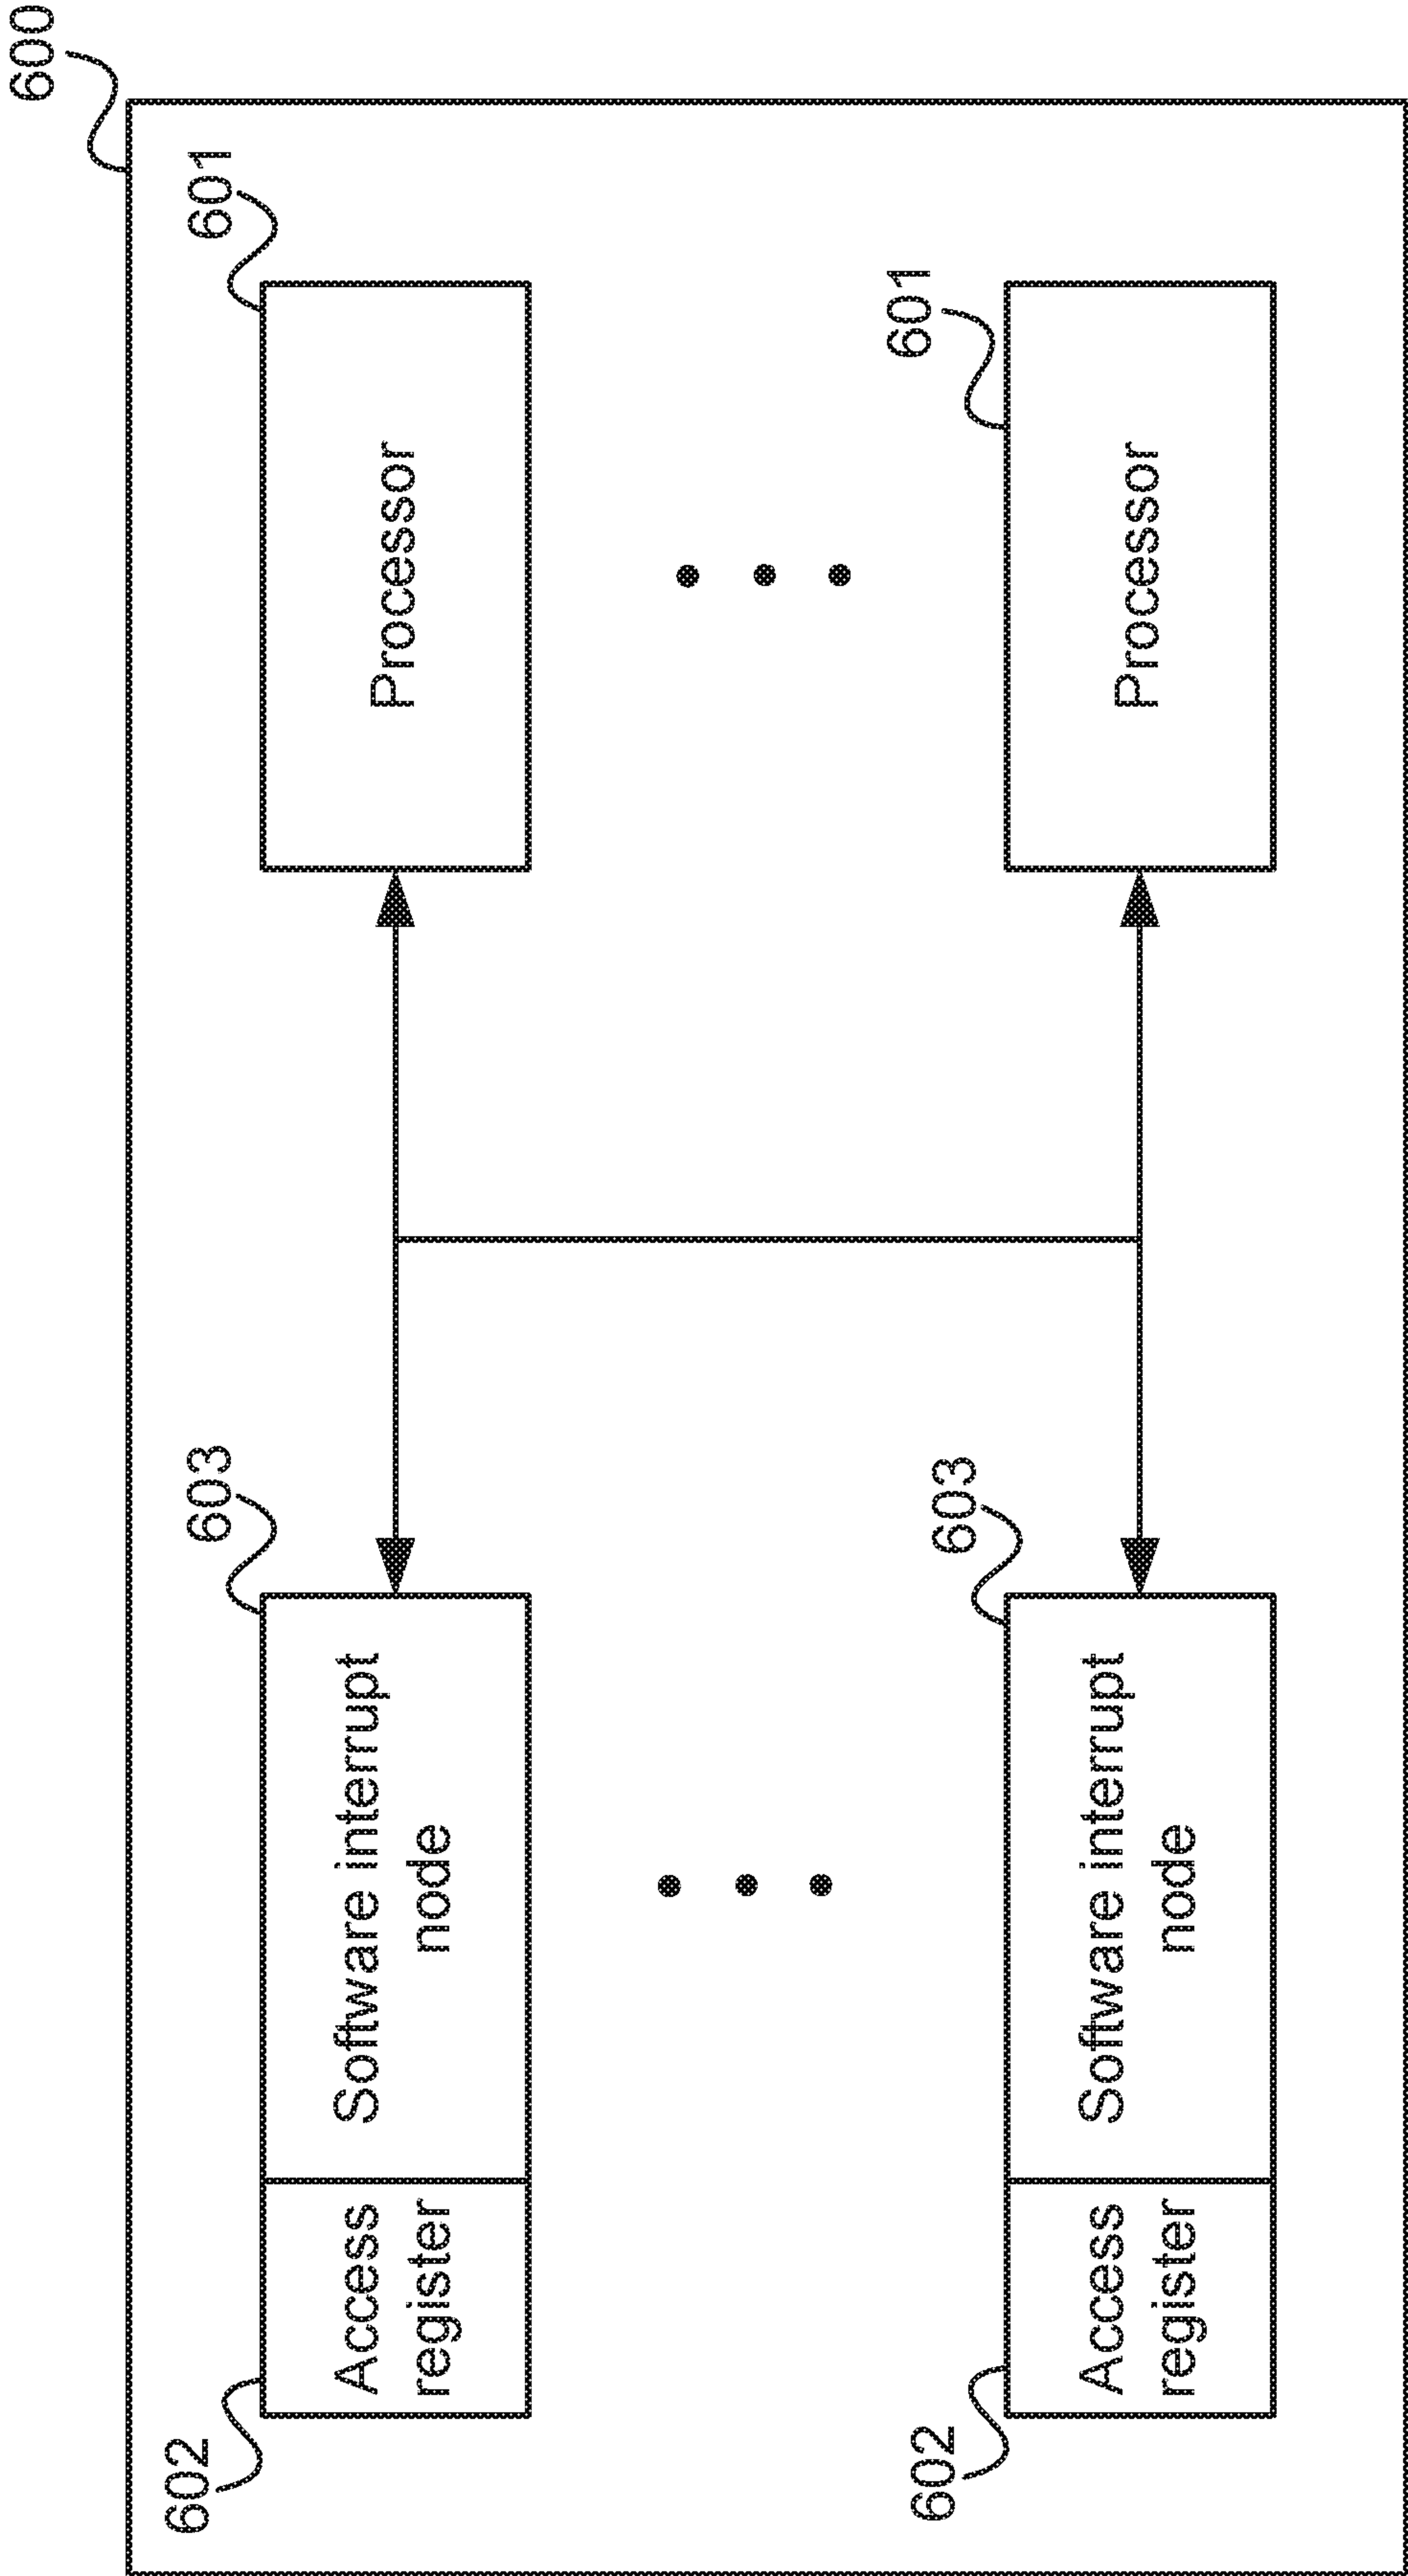 600
602
603
601
Access
register
Software interrupt
node
Processor
602
603
601
Access
register
Software interrupt
node
Processor